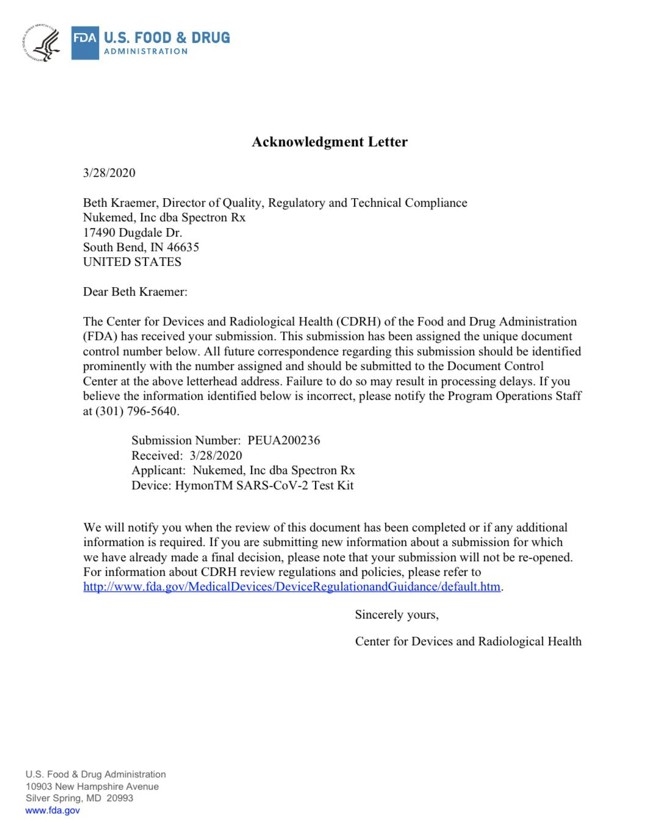 FDA U.S. FOOD & DRUG
ADMINISTRATION
Acknowledgment Letter
3/28/2020
Beth Kraemer, Director of Quality, Regulatory and Technical Compliance
Nukemed, Inc dba Spectron Rx
17490 Dugdale Dr.
South Bend, IN 46635
UNITED STATES
Dear Beth Kraemer:
The Center for Devices and Radiological Health (CDRH) of the Food and Drug Administration
(FDA) has received your submission. This submission has been assigned the unique document
control number below. All future correspondence regarding this submission should be identified
prominently with the number assigned and should be submitted to the Document Control
Center at the above letterhead address. Failure to do so may result in processing delays. If you
believe the information identified below is incorrect, please notify the Program Operations Staff
at (301) 796-5640.
Submission Number: PEUA200236
Received: 3/28/2020
Applicant: Nukemed, Inc dba Spectron Rx
Device: HymonTM SARS-CoV-2 Test Kit
We will notify you when the review of this document has been completed or if any additional
information is required. If you are submitting new information about a submission for which
we have already made a final decision, please note that your submission will not be re-opened.
For information about CDRH review regulations and policies, please refer to
http://www.fda.gov/MedicalDevices/DeviceRegulationandGuidance/default.htm.
Sincerely yours,
Center for Devices and Radiological Health
U.S. Food & Drug Administration
10903 New Hampshire Avenue
Silver Spring, MD 20993
www.fda.gov